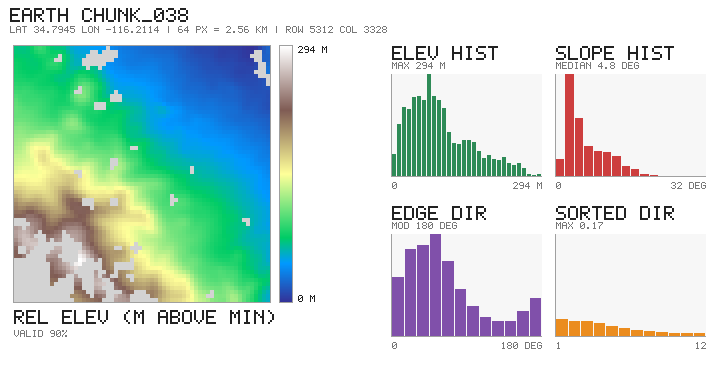 EARTH CHUNK_038
LAT 34.7945 LON -116.2114 | 64 PX = 2.56 KM | ROW 5312 COL 3328
294 M
0 M
REL ELEV (M ABOVE MIN)
VALID 90%
ELEV HIST
MAX 294 M
0 294 M
SLOPE HIST
MEDIAN 4.8 DEG
0 32 DEG
EDGE DIR
MOD 180 DEG
0 180 DEG
SORTED DIR
MAX 0.17
1 12